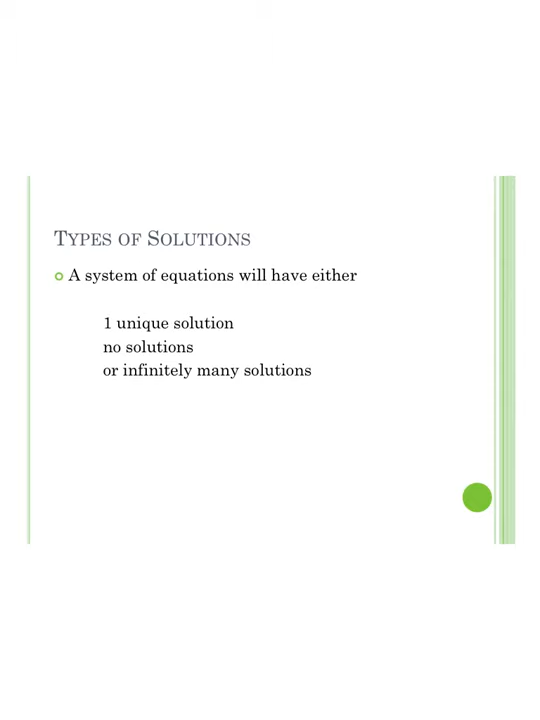 Types of Solutions
A system of equations will have either
1 unique solution
no solutions
or infinitely many solutions